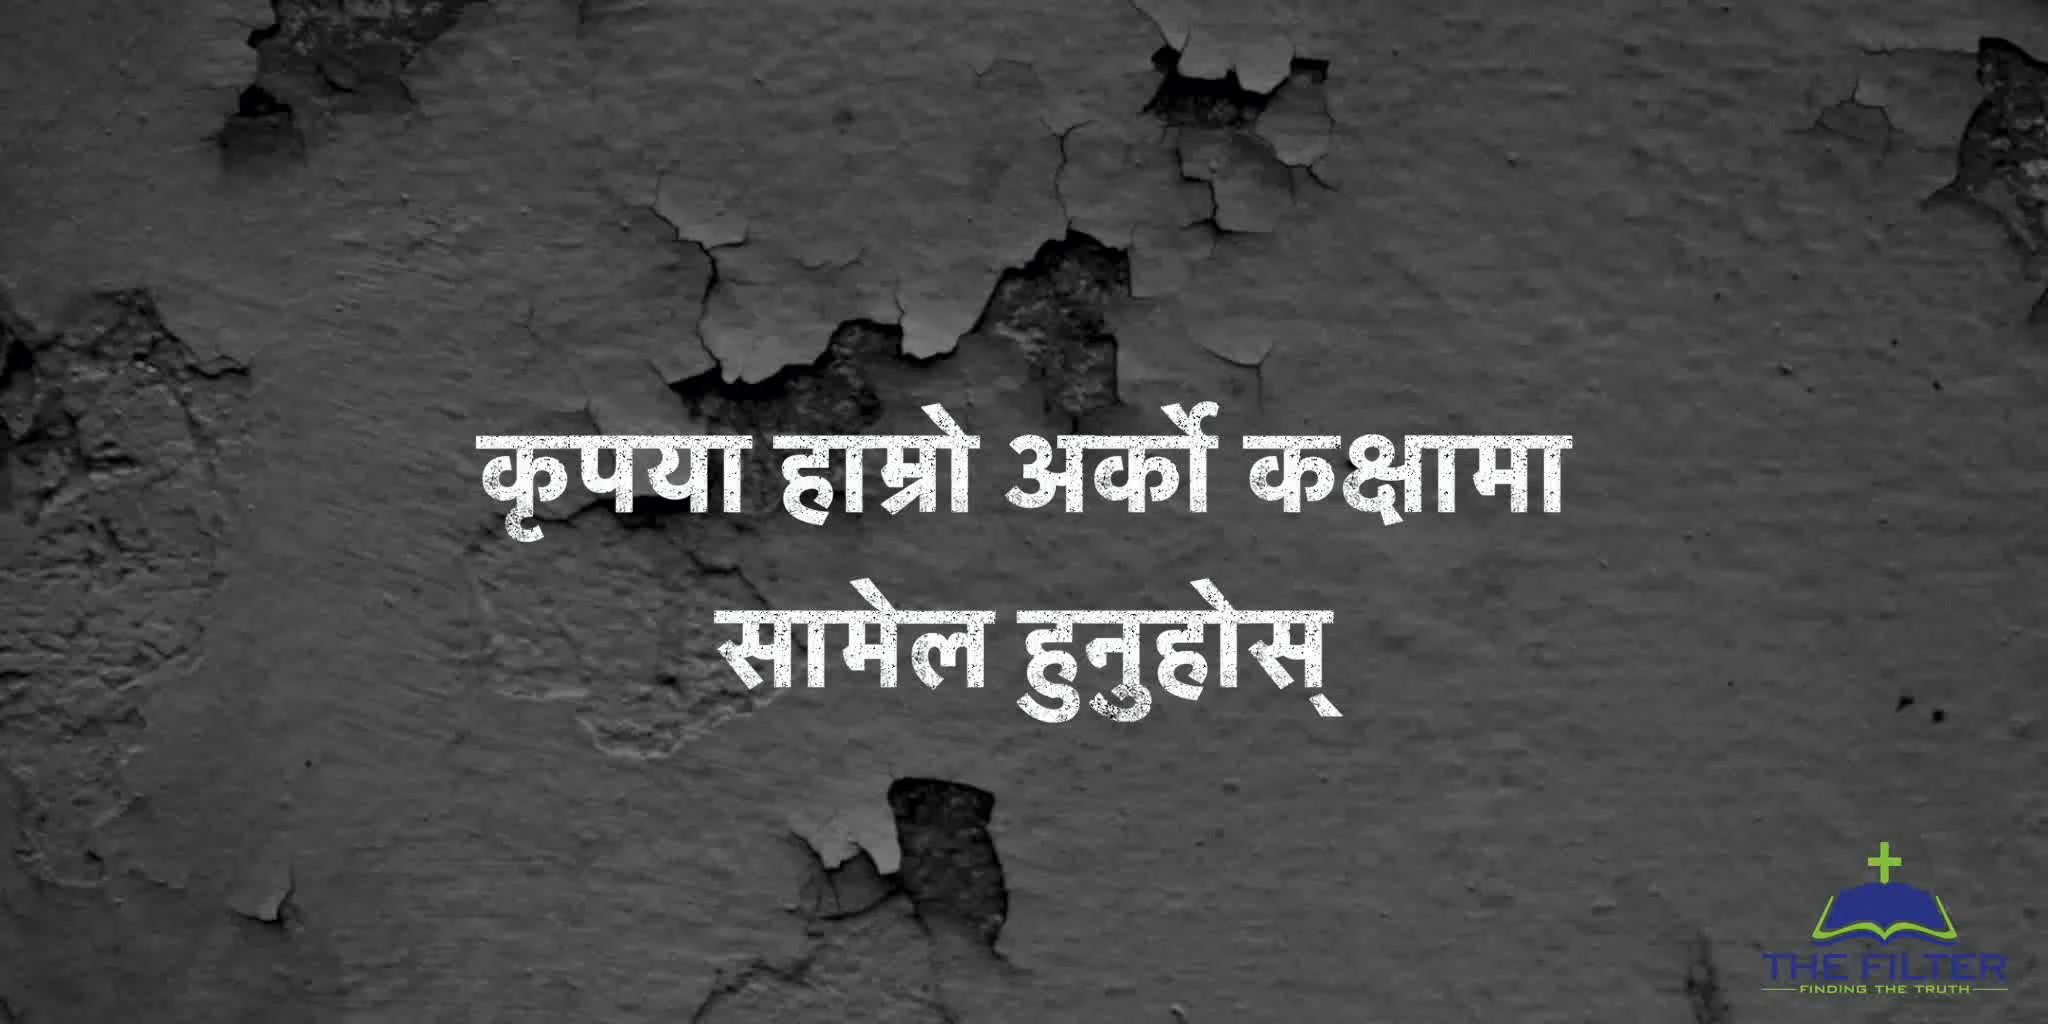 कृपया हाम्रो अर्को कक्षामा
सामेल हुनुहोस्
THE FILTER
FINDING THE TRUTH